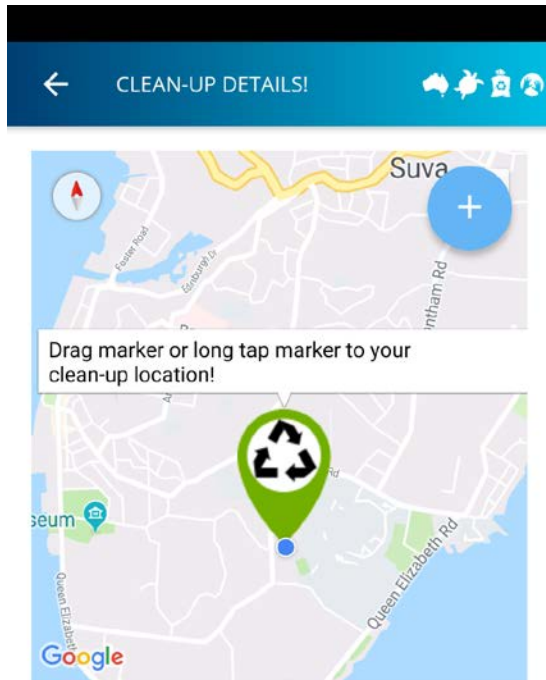 CLEAN-UP DETAILS!
Suva
Foster Road
Edinburgh Dr
Drag marker or long tap marker to your
clean-up location!
Rd
seum
Queen Elizabeth Rd
Queen Elizabeth
Google